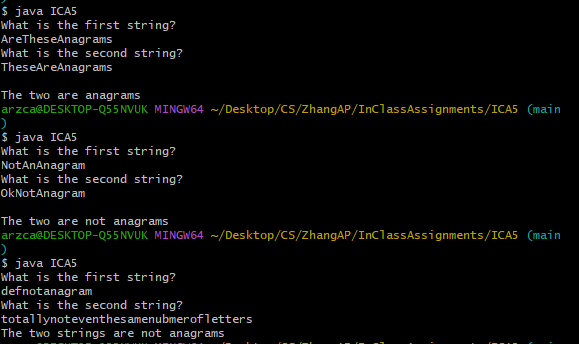 $ java ICA5
What is the first string?
AreTheseAnagrams
What is the second string?
TheseAreAnagrams
The two are anagrams
arzca@DESKTOP-Q55NVUK MINGW64 ~/Desktop/CS/ZhangAP/InClassAssignments/ICA5 (main
)
$ java ICA5
What is the first string?
NotAnAnagram
What is the second string?
OkNotAnagram
The two are not anagrams
arzca@DESKTOP-Q55NVUK MINGW64 ~/Desktop/CS/ZhangAP/InClassAssignments/ICA5 (main
)
$ java ICA5
What is the first string?
defnotanagram
What is the second string?
totallynoteventhesamenubmerofletters
The two strings are not anagrams